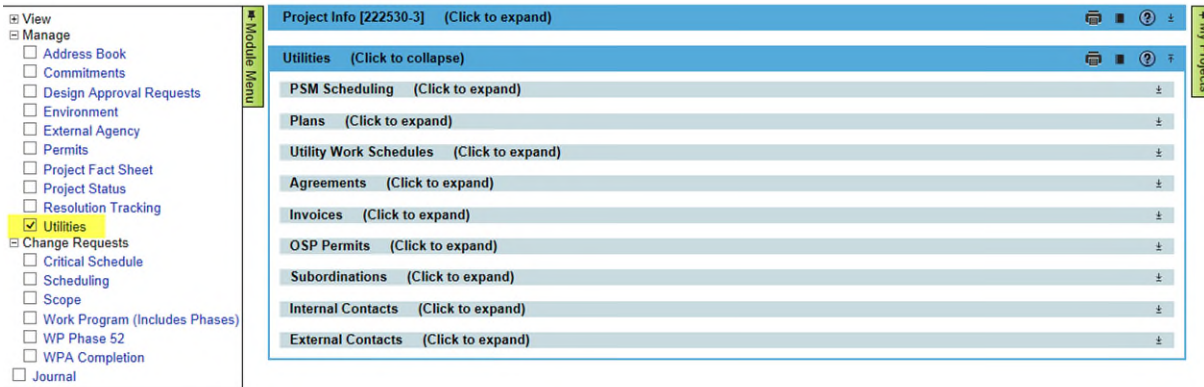 View
Manage
Address Book
Commitments
Design Approval Requests
Environment
External Agency
Permits
Project Fact Sheet
Project Status
Resolution Tracking
Utilities
Change Requests
Critical Schedule
Scheduling
Scope
Work Program (Includes Phases)
WP Phase 52
WPA Completion
Journal
Module Menu
Project Info [222530-3] (Click to expand)
Utilities (Click to collapse)
PSM Scheduling (Click to expand)
Plans (Click to expand)
Utility Work Schedules (Click to expand)
Agreements (Click to expand)
Invoices (Click to expand)
OSP Permits (Click to expand)
Subordinations (Click to expand)
Internal Contacts (Click to expand)
External Contacts (Click to expand)
My Projects